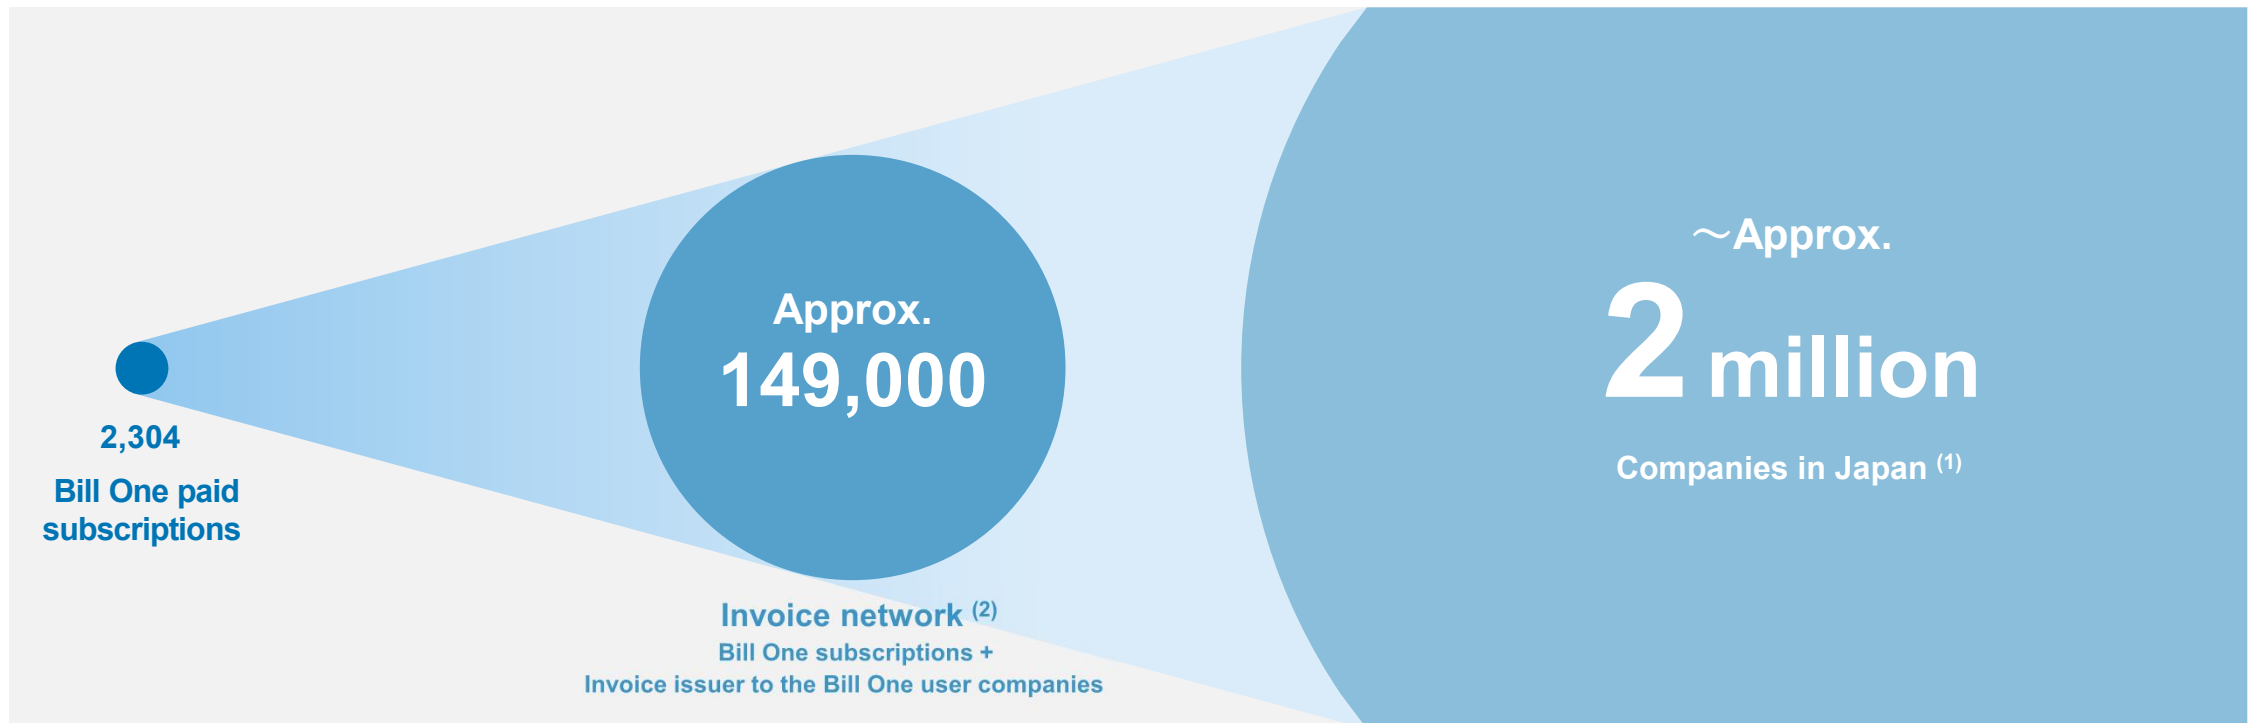 2,304
Bill One paid
subscriptions
Approx.
149,000
Invoice network (2)
Bill One subscriptions +
Invoice issuer to the Bill One user companies
～Approx.
2 million
Companies in Japan (1)